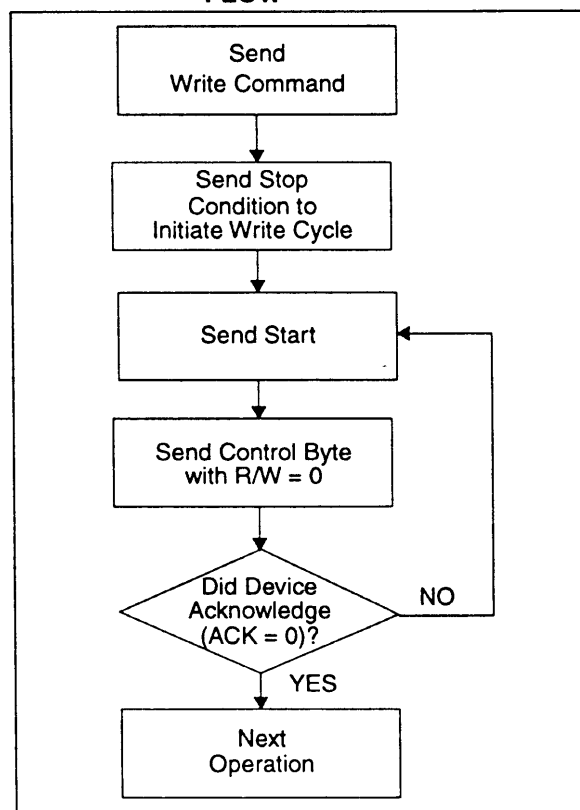 FLOW
Send
Write Command
Send Stop
Condition to
Initiate Write Cycle
Send Start
Send Control Byte
with R/W = 0
Did Device
Acknowledge
(ACK = 0)?
NO
YES
Next
Operation